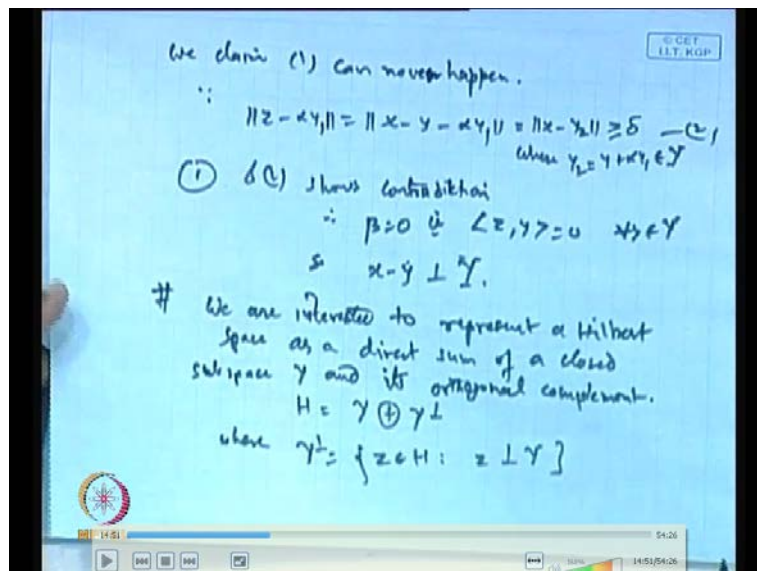 © CET
I.I.T. KGP
We claim (1) can never happen.
∵
||z - αy₁|| = ||x - y - αy₁|| = ||x - y₂|| ≥ δ —(2)
where y₂ = y + αy₁ ∈ Y
① & (2) shows contradiction
∴ β=0 ie <z, y> = 0 ∀ y ∈ Y
so x-y ⊥ Y.
# We are interested to represent a Hilbert
space as a direct sum of a closed
subspace Y and its orthogonal complement.
H = Y ⊕ Y⊥
where Y⊥ = { z ∈ H : z ⊥ Y }
14:51
54:26
14:51/54:26